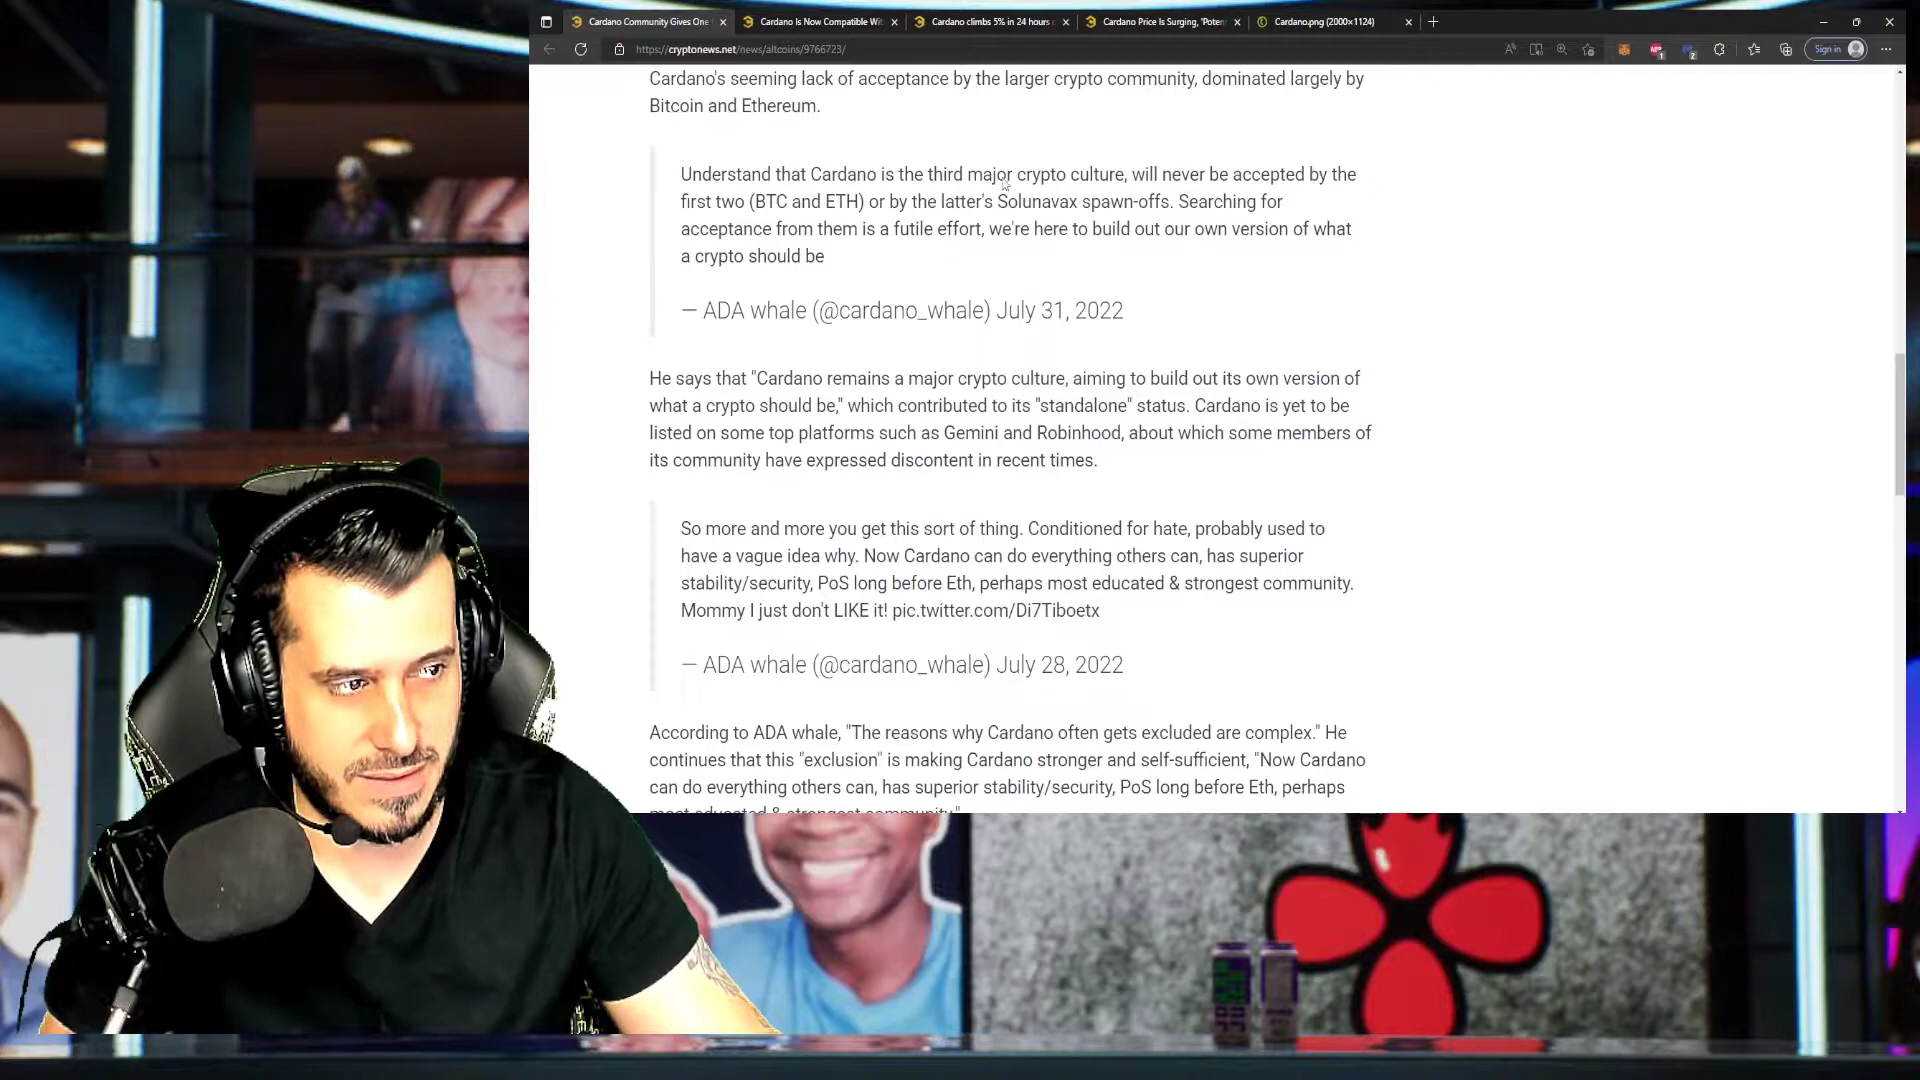 Cardano Community Gives One
Cardano Is Now Compatible Wit
Cardano climbs 5% in 24 hours
Cardano Price Is Surging, "Poten
Cardano.png (2000×1124)
https://cryptonews.net/news/altcoins/9766723/
Sign in
Cardano's seeming lack of acceptance by the larger crypto community, dominated largely by
Bitcoin and Ethereum.
Understand that Cardano is the third major crypto culture, will never be accepted by the
first two (BTC and ETH) or by the latter's Solunavax spawn-offs. Searching for
acceptance from them is a futile effort, we're here to build out our own version of what
a crypto should be
— ADA whale (@cardano_whale) July 31, 2022
He says that "Cardano remains a major crypto culture, aiming to build out its own version of
what a crypto should be," which contributed to its "standalone" status. Cardano is yet to be
listed on some top platforms such as Gemini and Robinhood, about which some members of
its community have expressed discontent in recent times.
So more and more you get this sort of thing. Conditioned for hate, probably used to
have a vague idea why. Now Cardano can do everything others can, has superior
stability/security, PoS long before Eth, perhaps most educated & strongest community.
Mommy I just don't LIKE it! pic.twitter.com/Di7Tiboetx
— ADA whale (@cardano_whale) July 28, 2022
According to ADA whale, "The reasons why Cardano often gets excluded are complex." He
continues that this "exclusion" is making Cardano stronger and self-sufficient, "Now Cardano
can do everything others can, has superior stability/security, PoS long before Eth, perhaps
most educated & strongest community"